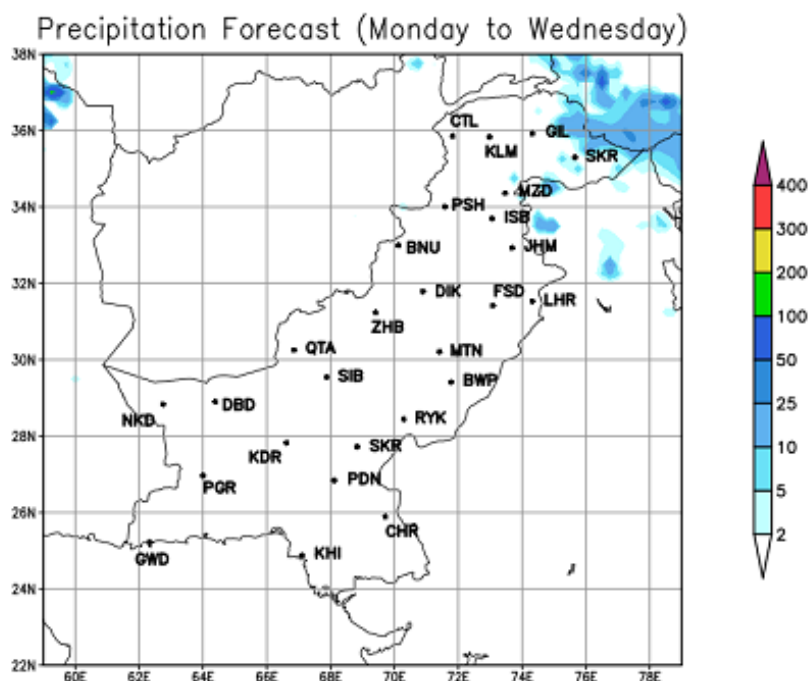 Precipitation Forecast (Monday to Wednesday)
38N
36N
34N
32N
30N
28N
26N
24N
22N
60E 62E 64E 66E 68E 70E 72E 74E 76E 78E
CTL
KLM
GIL
SKR
MZD
PSH
ISB
BNU
JHM
DIK
FSD
LHR
ZHB
QTA
MTN
SIB
BWP
NKD
DBD
RYK
KDR
SKR
PGR
PDN
CHR
GWD
KHI
400
300
200
100
50
25
10
5
2